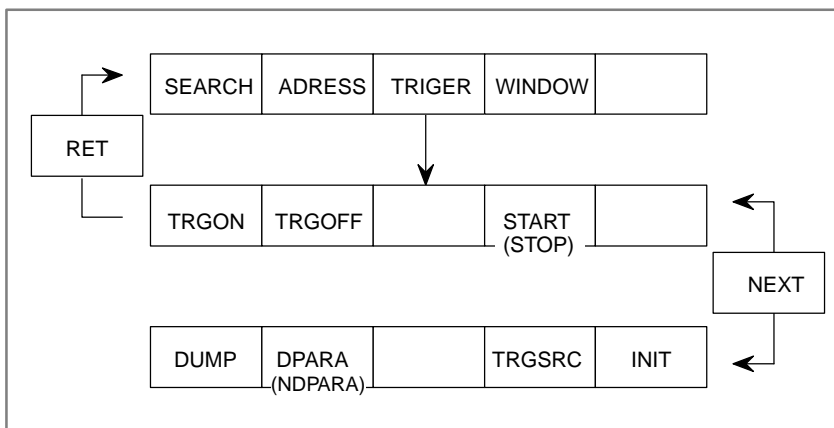 SEARCH ADRESS TRIGER WINDOW
RET
TRGON TRGOFF START
(STOP)
NEXT
DUMP DPARA TRGSRC INIT
(NDPARA)